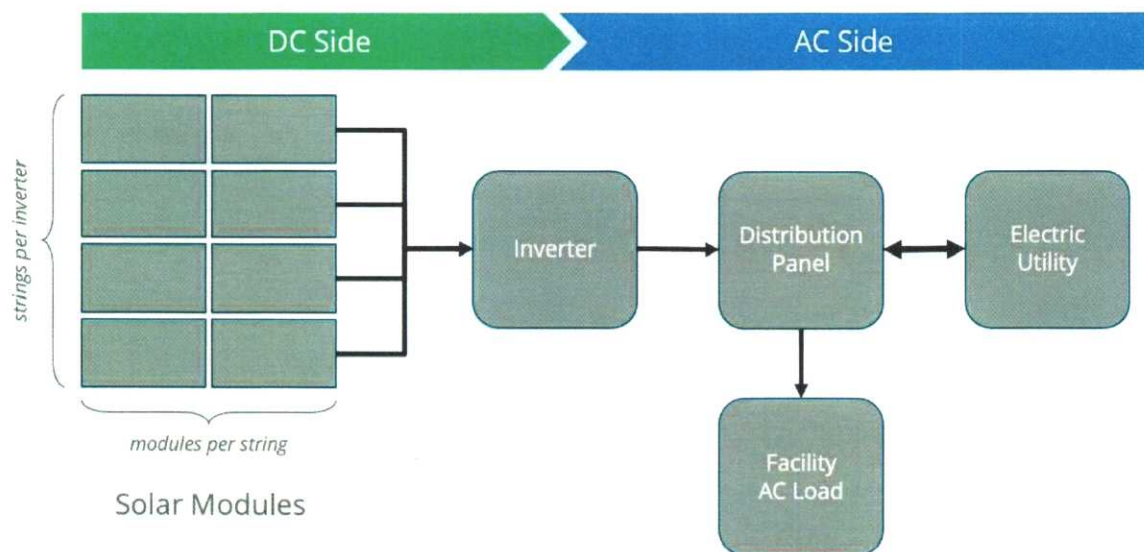 DC Side
AC Side
strings per inverter
Inverter
Distribution
Panel
Electric
Utility
modules per string
Facility
AC Load
Solar Modules